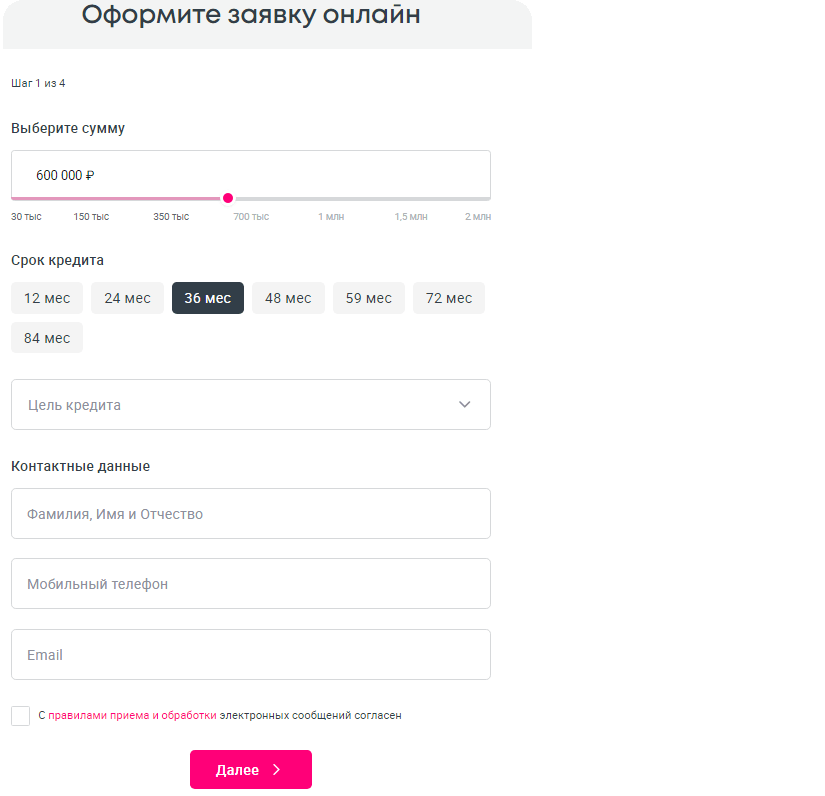 Оформите заявку онлайн
Шаг 1 из 4
Выберите сумму
600 000 ₽
30 тыс 150 тыс 350 тыс 700 тыс 1 млн 1,5 млн 2 млн
Срок кредита
12 мес 24 мес 36 мес 48 мес 59 мес 72 мес
84 мес
Цель кредита
Контактные данные
Фамилия, Имя и Отчество
Мобильный телефон
Email
С правилами приема и обработки электронных сообщений согласен
Далее